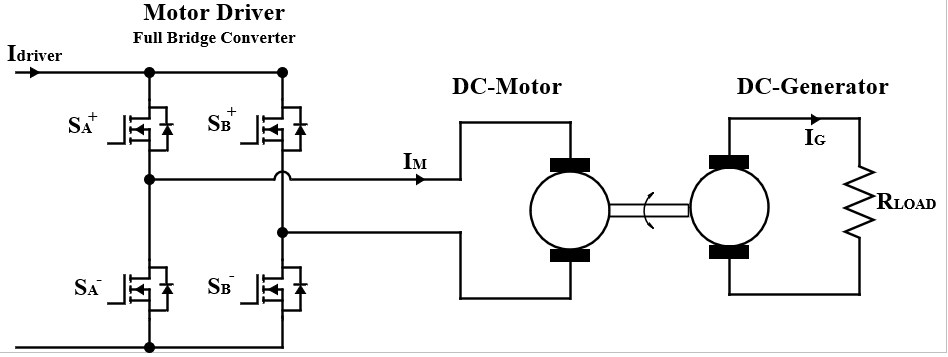 Motor Driver
Full Bridge Converter
Idriver
DC-Motor
DC-Generator
SA+
SB+
IG
IM
RLOAD
SA-
SB-